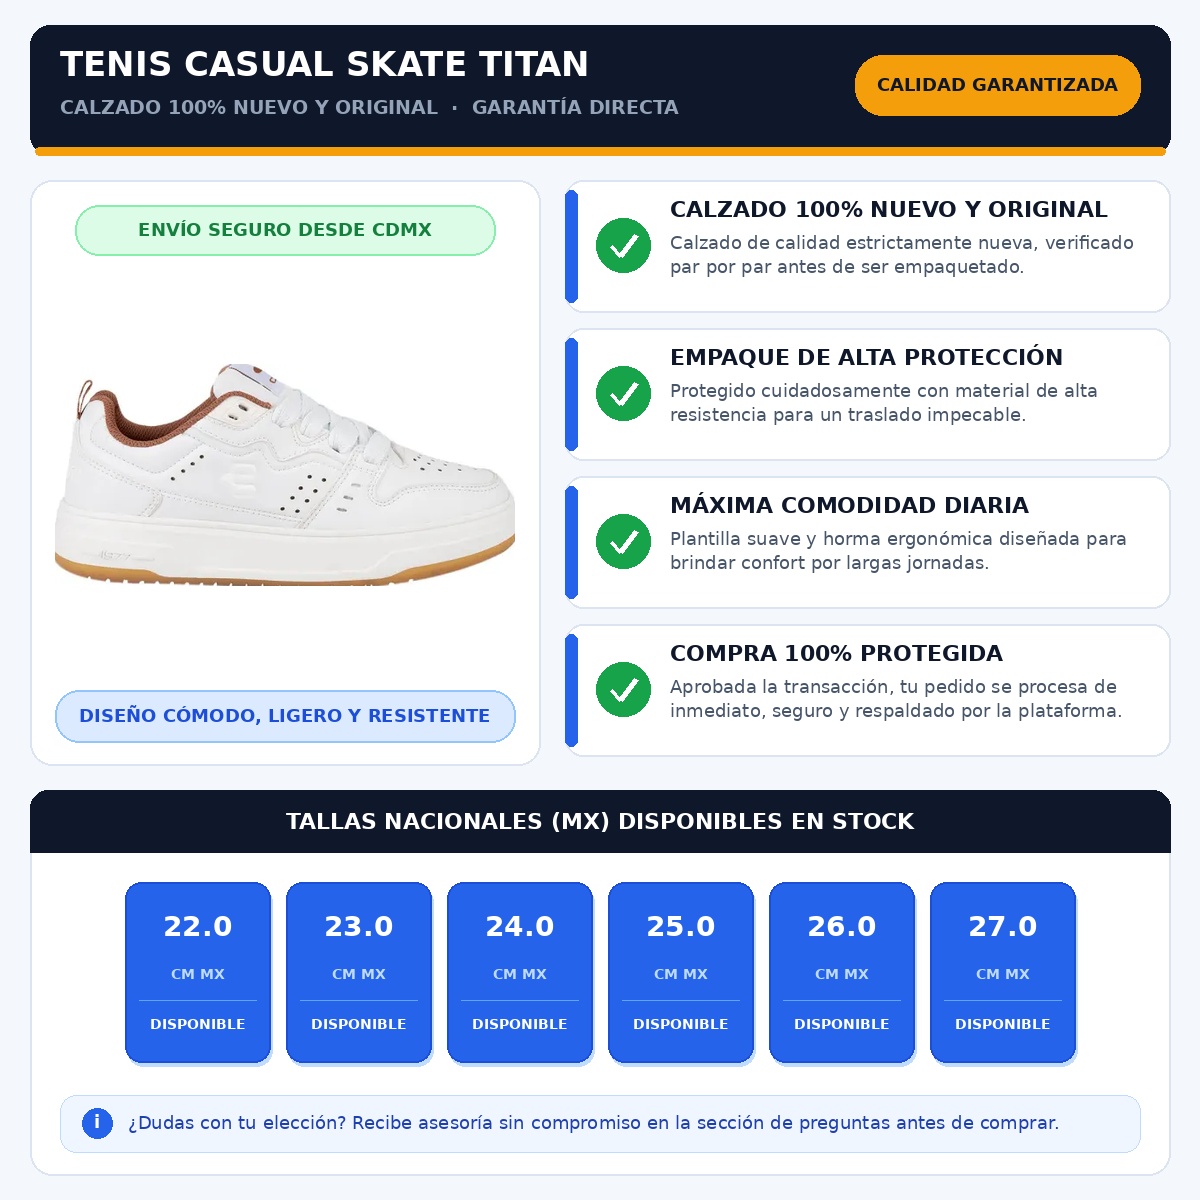 TENIS CASUAL SKATE TITAN
CALZADO 100% NUEVO Y ORIGINAL · GARANTÍA DIRECTA
CALIDAD GARANTIZADA
ENVÍO SEGURO DESDE CDMX
DISEÑO CÓMODO, LIGERO Y RESISTENTE
CALZADO 100% NUEVO Y ORIGINAL
Calzado de calidad estrictamente nueva, verificado
par por par antes de ser empaquetado.
EMPAQUE DE ALTA PROTECCIÓN
Protegido cuidadosamente con material de alta
resistencia para un traslado impecable.
MÁXIMA COMODIDAD DIARIA
Plantilla suave y horma ergonómica diseñada para
brindar confort por largas jornadas.
COMPRA 100% PROTEGIDA
Aprobada la transacción, tu pedido se procesa de
inmediato, seguro y respaldado por la plataforma.
TALLAS NACIONALES (MX) DISPONIBLES EN STOCK
22.0
CM MX
DISPONIBLE
23.0
CM MX
DISPONIBLE
24.0
CM MX
DISPONIBLE
25.0
CM MX
DISPONIBLE
26.0
CM MX
DISPONIBLE
27.0
CM MX
DISPONIBLE
i
¿Dudas con tu elección? Recibe asesoría sin compromiso en la sección de preguntas antes de comprar.